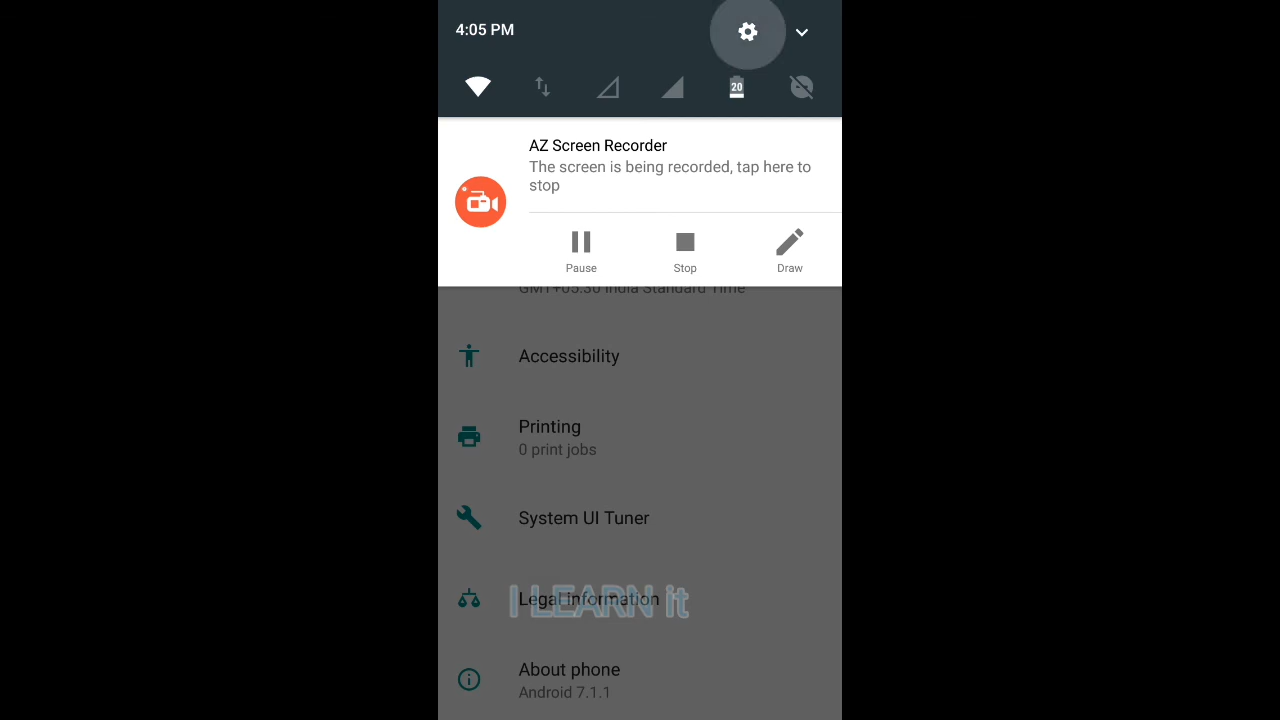 4:05 PM
20
AZ Screen Recorder
The screen is being recorded, tap here to
stop
Pause
Stop
Draw
GMT+05:30 India Standard Time
Accessibility
Printing
0 print jobs
System UI Tuner
Legal information
I LEARN it
About phone
Android 7.1.1